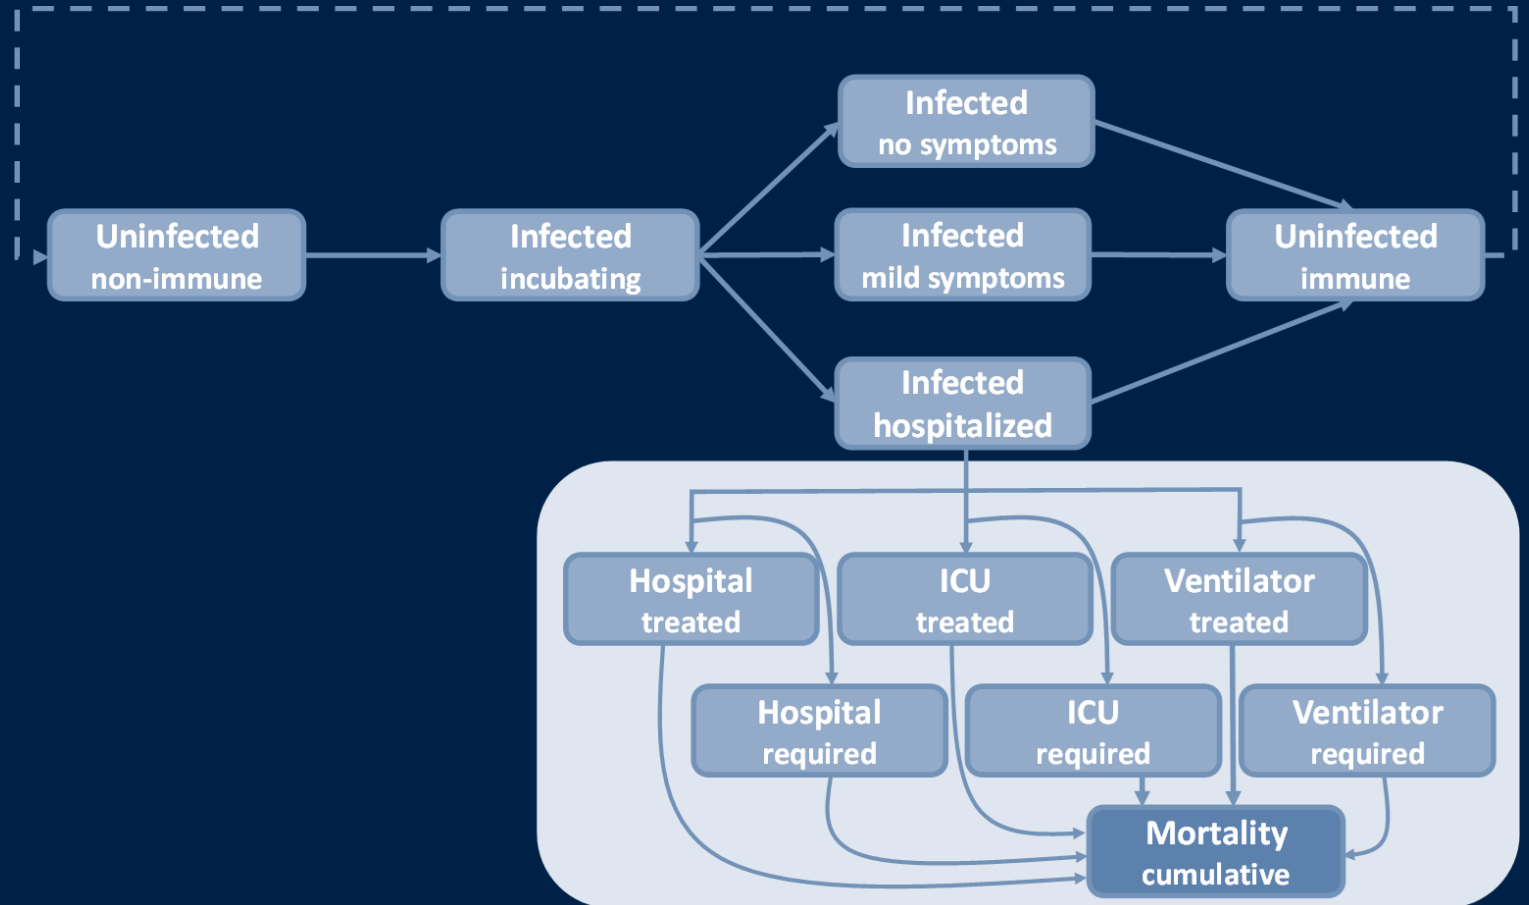 Infected
no symptoms
Uninfected
non-immune
Infected
incubating
Infected
mild symptoms
Uninfected
immune
Infected
hospitalized
Hospital
treated
ICU
treated
Ventilator
treated
Hospital
required
ICU
required
Ventilator
required
Mortality
cumulative